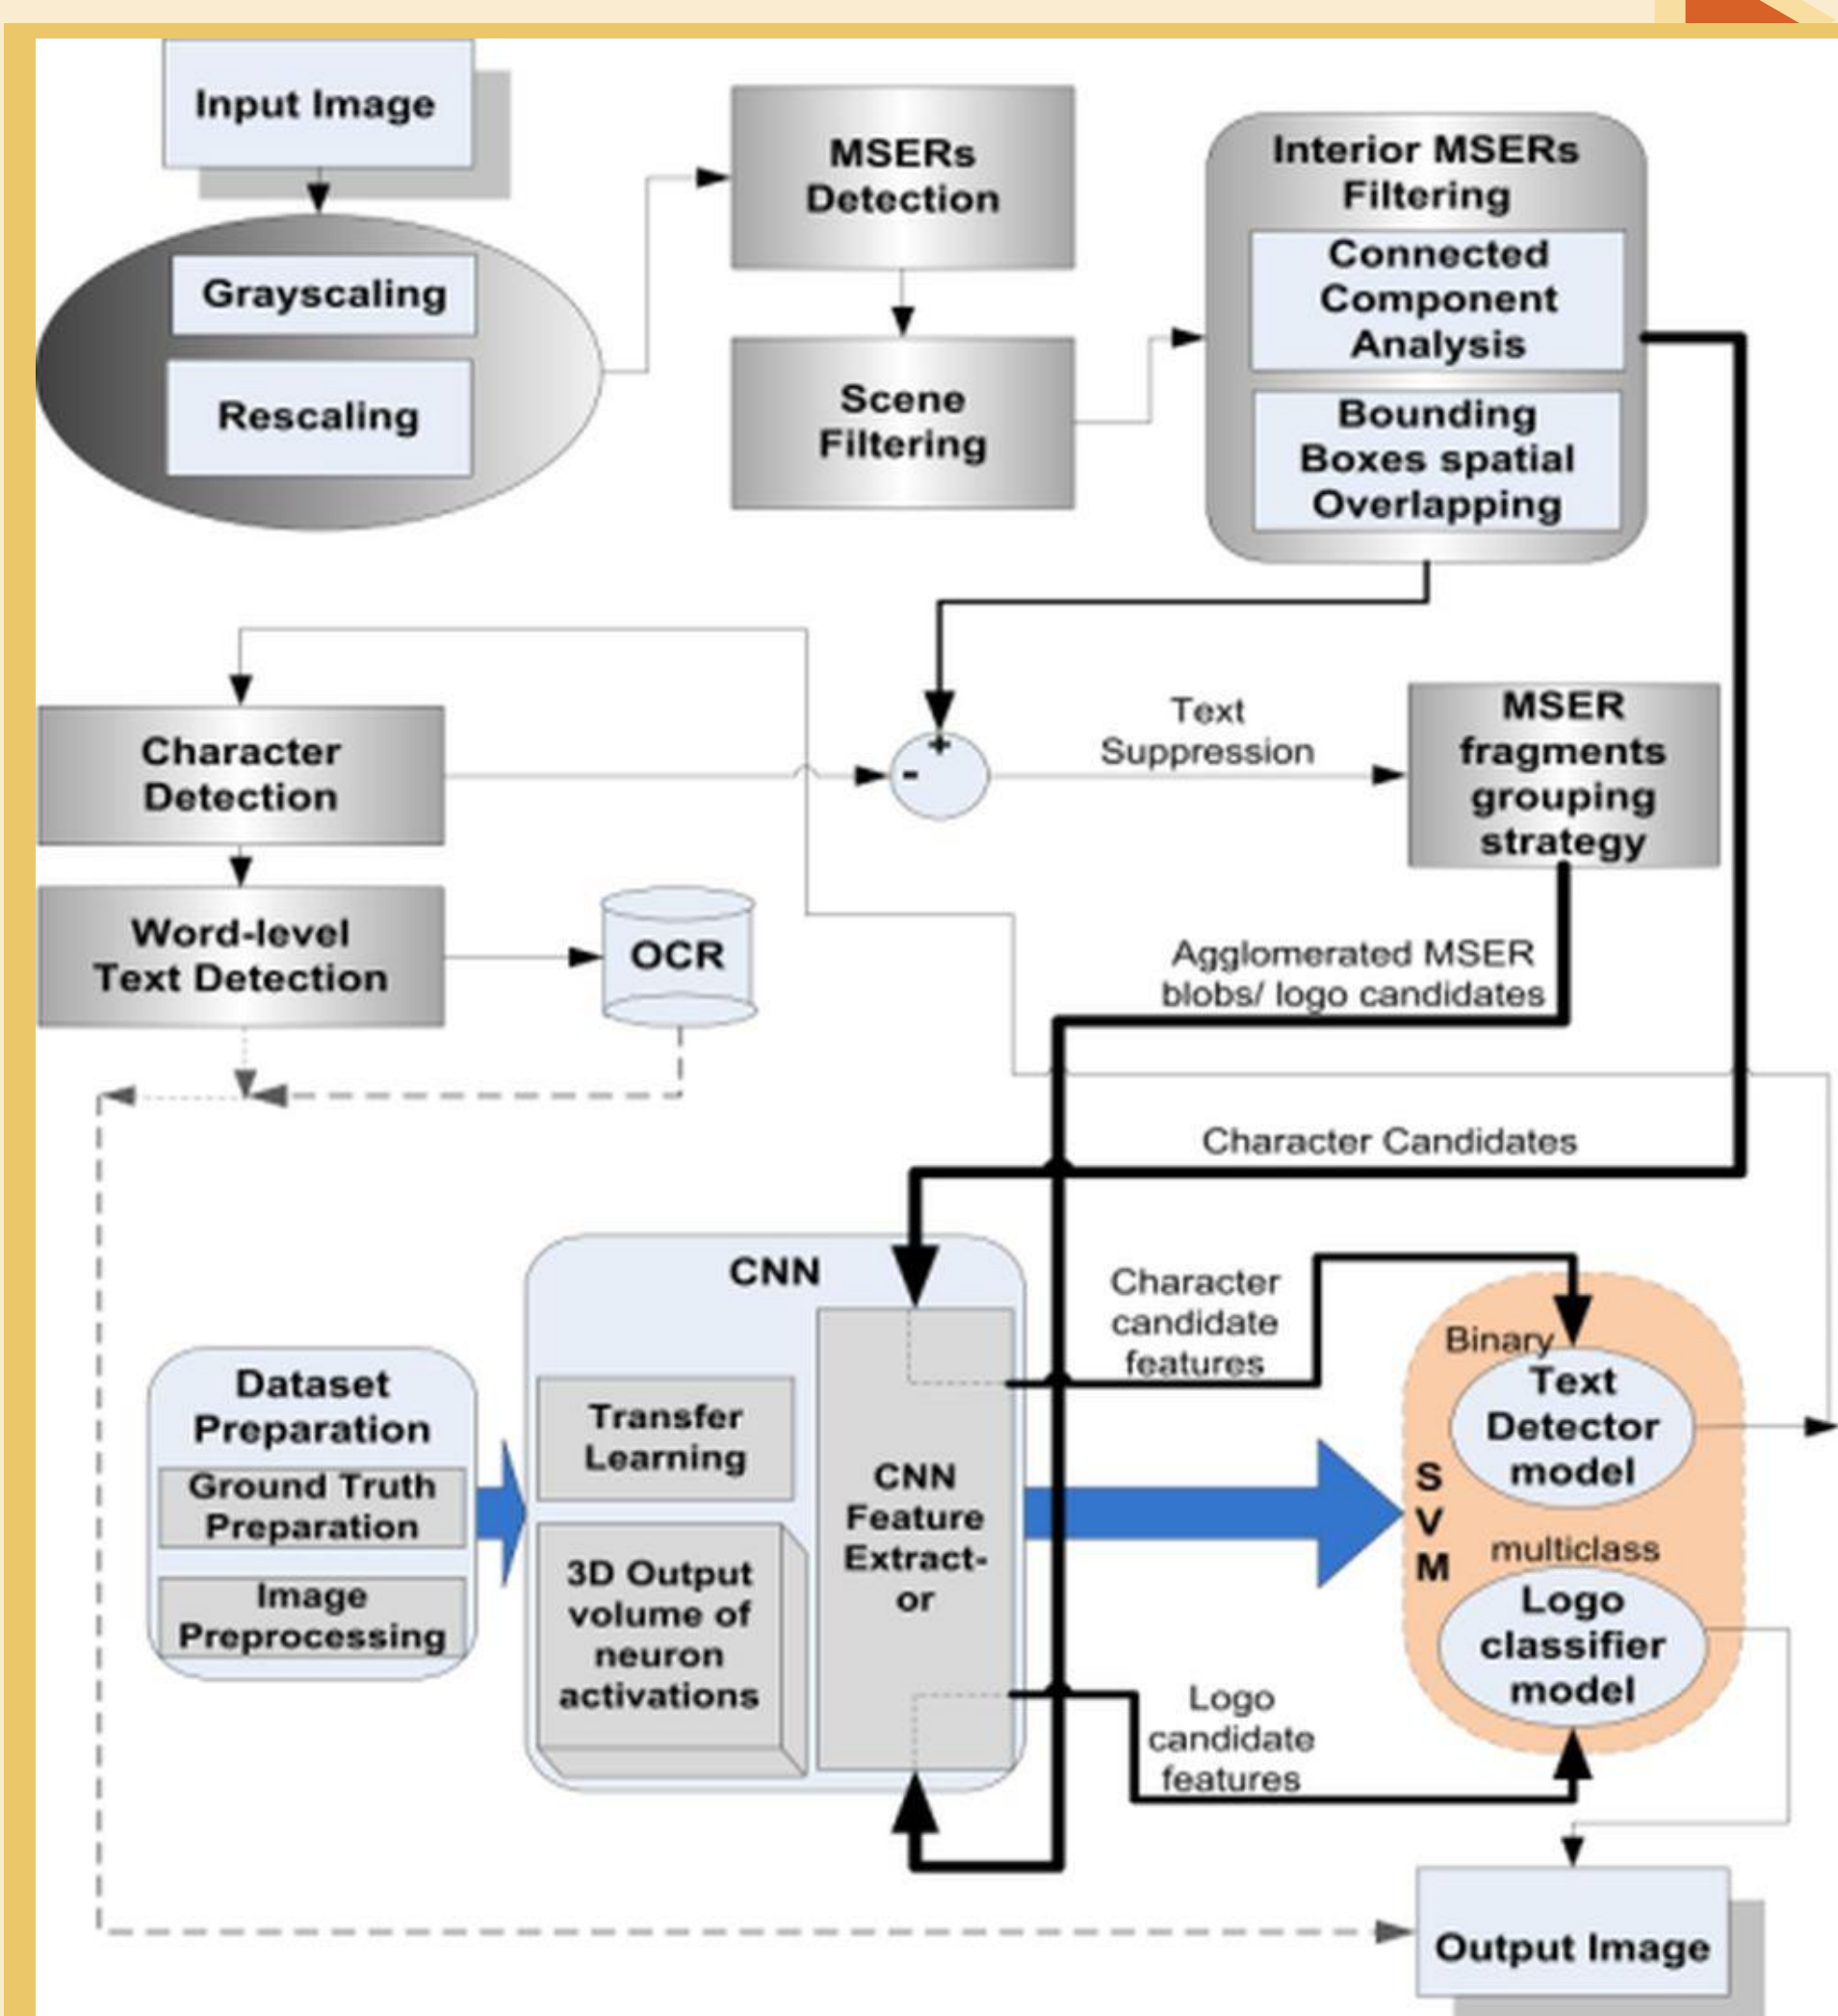 Input Image
Grayscaling
Rescaling
MSERs
Detection
Scene
Filtering
Interior MSERs
Filtering
Connected
Component
Analysis
Bounding
Boxes spatial
Overlapping
Character
Detection
+
-
Text
Suppression
MSER
fragments
grouping
strategy
Word-level
Text Detection
OCR
Agglomerated MSER
blobs/ logo candidates
Character Candidates
Dataset
Preparation
Ground Truth
Preparation
Image
Preprocessing
CNN
Transfer
Learning
3D Output
volume of
neuron
activations
CNN
Feature
Extract-
or
Character
candidate
features
Logo
candidate
features
S
V
M
Binary
Text
Detector
model
multiclass
Logo
classifier
model
Output Image